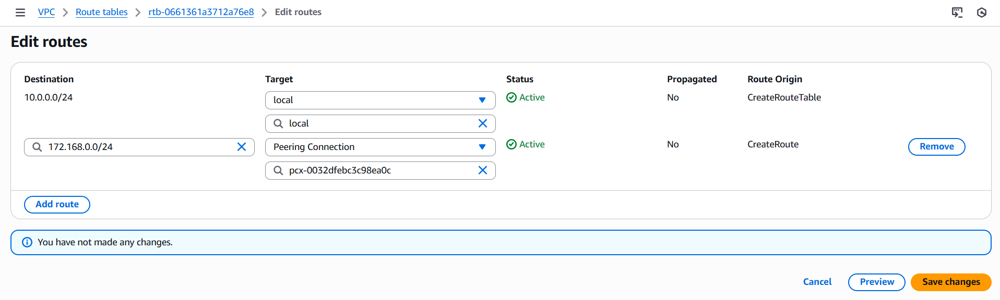 VPC > Route tables > rtb-0661361a3712a76e8 > Edit routes
Edit routes
Destination Target Status Propagated Route Origin
10.0.0.0/24 local Active No CreateRouteTable
local
172.168.0.0/24 Peering Connection Active No CreateRoute Remove
pcx-0032dfebc3c98ea0c
Add route
You have not made any changes.
Cancel Preview Save changes